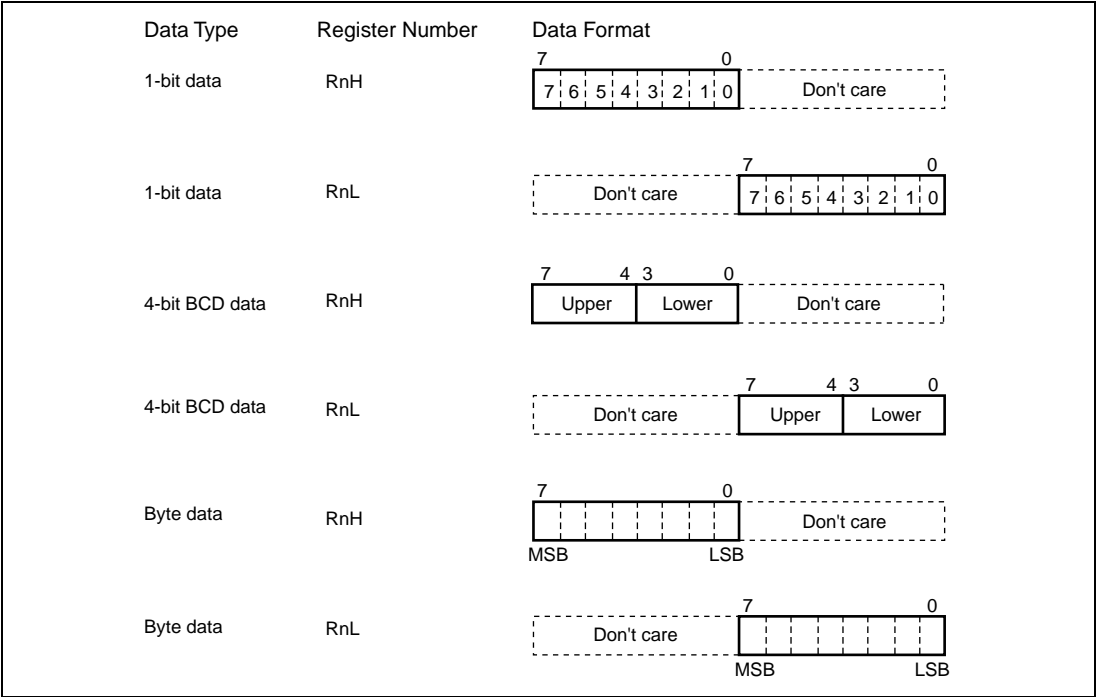 Data Type Register Number Data Format
7 0
1-bit data RnH 7 6 5 4 3 2 1 0 Don't care
7 0
1-bit data RnL Don't care 7 6 5 4 3 2 1 0
7 4 3 0
4-bit BCD data RnH Upper Lower Don't care
7 4 3 0
4-bit BCD data RnL Don't care Upper Lower
7 0
Byte data RnH Don't care
MSB LSB
7 0
Byte data RnL Don't care
MSB LSB